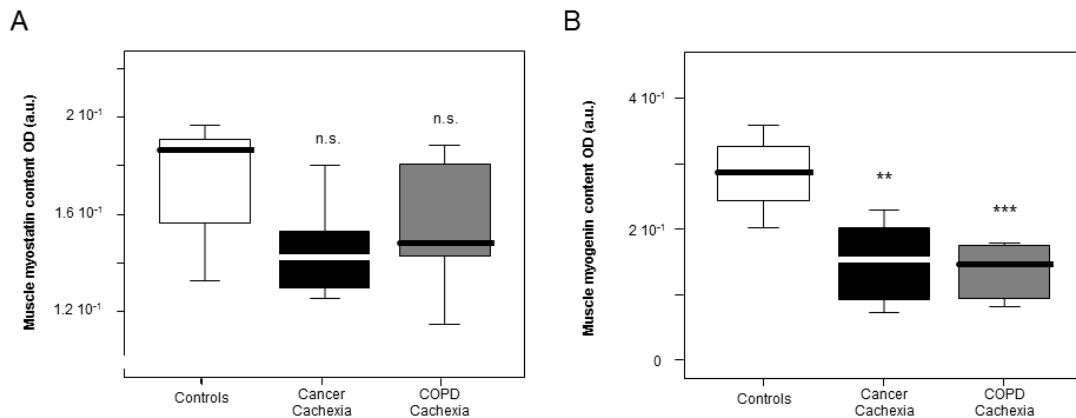 A
Muscle myostatin content OD (a.u.)
2 10⁻¹
1.6 10⁻¹
1.2 10⁻¹
n.s.
n.s.
Controls
Cancer
Cachexia
COPD
Cachexia
B
Muscle myogenin content OD (a.u.)
4 10⁻¹
2 10⁻¹
0
**
***
Controls
Cancer
Cachexia
COPD
Cachexia